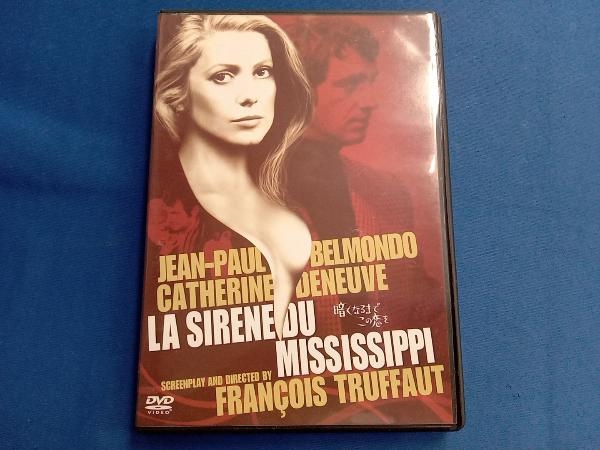 JEAN-PAUL BELMONDO
CATHERINE DENEUVE
LA SIRENE DU
暗くなるまで
この恋を
MISSISSIPPI
SCREENPLAY AND DIRECTED BY
FRANÇOIS TRUFFAUT
DVD
VIDEO